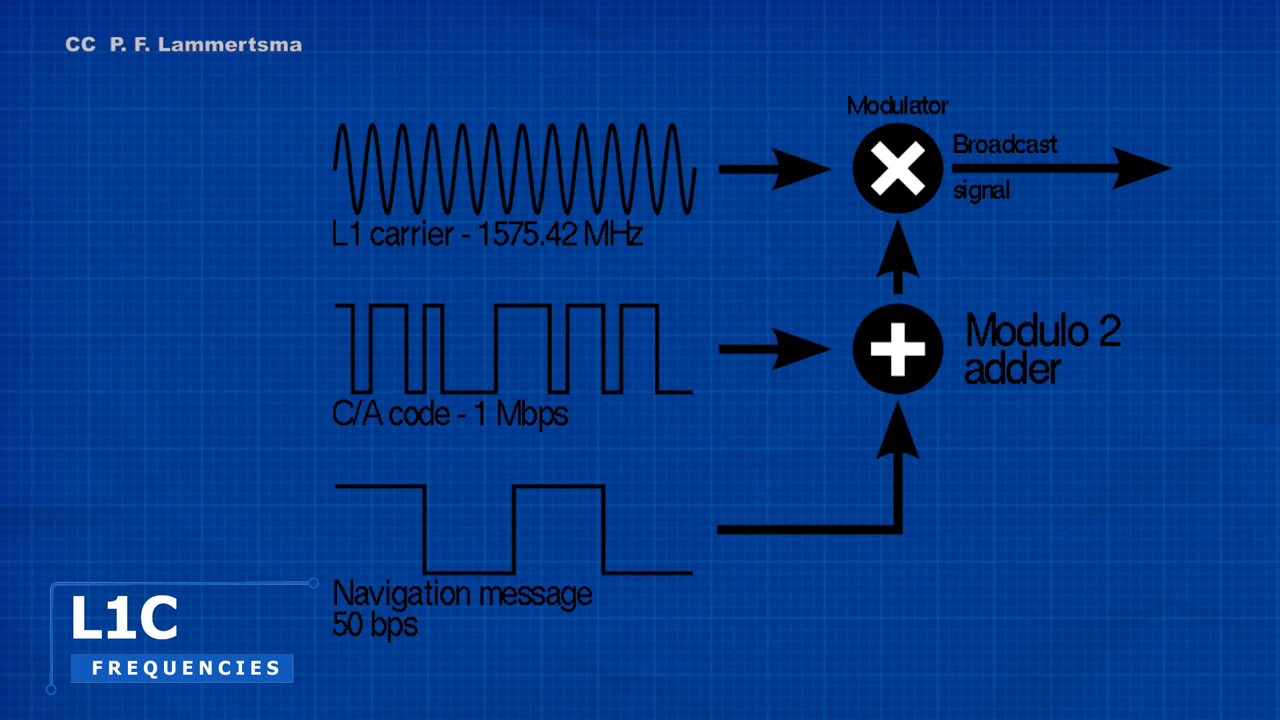 CC P. F. Lammertsma
Modulator
Broadcast
signal
L1 carrier - 1575.42 MHz
Modulo 2
adder
C/A code - 1 Mbps
Navigation message
50 bps
L1C
FREQUENCIES